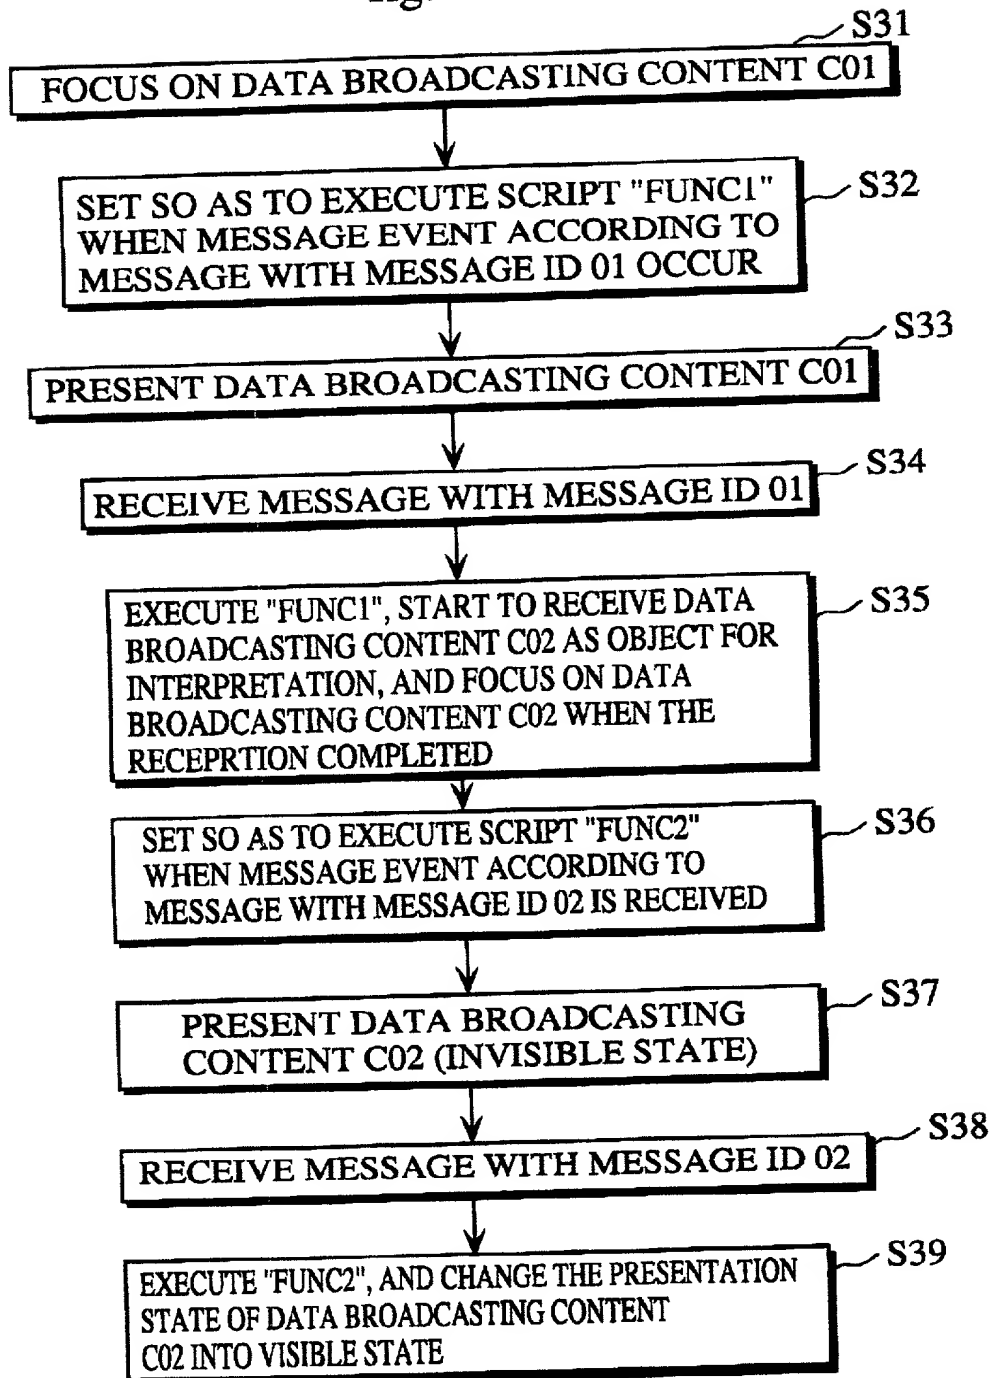 S31
FOCUS ON DATA BROADCASTING CONTENT C01
S32
SET SO AS TO EXECUTE SCRIPT "FUNC1"
WHEN MESSAGE EVENT ACCORDING TO
MESSAGE WITH MESSAGE ID 01 OCCUR
S33
PRESENT DATA BROADCASTING CONTENT C01
S34
RECEIVE MESSAGE WITH MESSAGE ID 01
S35
EXECUTE "FUNC1", START TO RECEIVE DATA
BROADCASTING CONTENT C02 AS OBJECT FOR
INTERPRETATION, AND FOCUS ON DATA
BROADCASTING CONTENT C02 WHEN THE
RECEPRTION COMPLETED
S36
SET SO AS TO EXECUTE SCRIPT "FUNC2"
WHEN MESSAGE EVENT ACCORDING TO
MESSAGE WITH MESSAGE ID 02 IS RECEIVED
S37
PRESENT DATA BROADCASTING
CONTENT C02 (INVISIBLE STATE)
S38
RECEIVE MESSAGE WITH MESSAGE ID 02
S39
EXECUTE "FUNC2", AND CHANGE THE PRESENTATION
STATE OF DATA BROADCASTING CONTENT
C02 INTO VISIBLE STATE